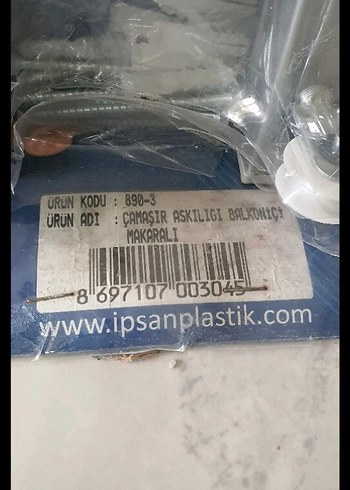 ÜRÜN KODU : 890-3
ÜRÜN ADI : ÇAMAŞIR ASKILIGI BALKONİÇİ
MAKARALI
8 697107 003045
www.ipsanplastik.com